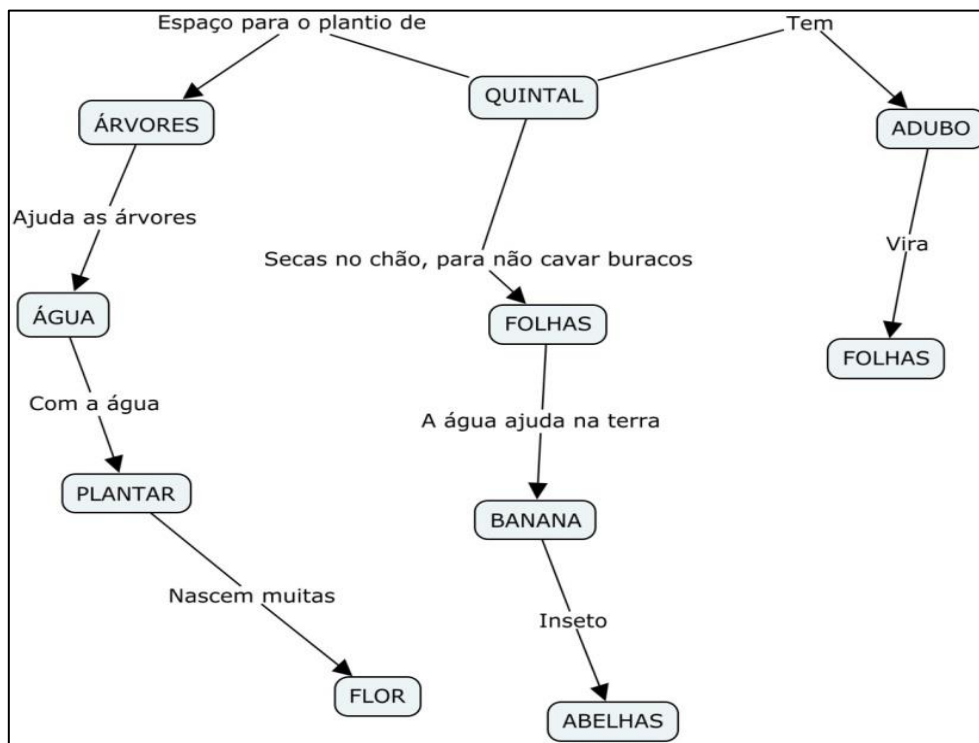 Espaço para o plantio de
Tem
QUINTAL
ÁRVORES
ADUBO
Ajuda as árvores
Vira
Secas no chão, para não cavar buracos
ÁGUA
FOLHAS
FOLHAS
Com a água
A água ajuda na terra
PLANTAR
BANANA
Nascem muitas
Inseto
FLOR
ABELHAS